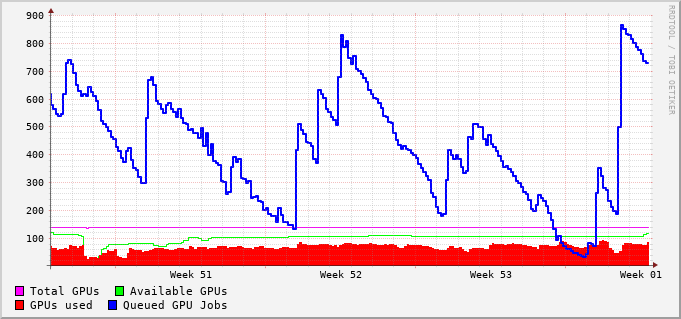 900
800
700
600
500
400
300
200
100
Week 51 Week 52 Week 53 Week 01
Total GPUs Available GPUs
GPUs used Queued GPU Jobs
RRDTOOL / TOBI OETIKER